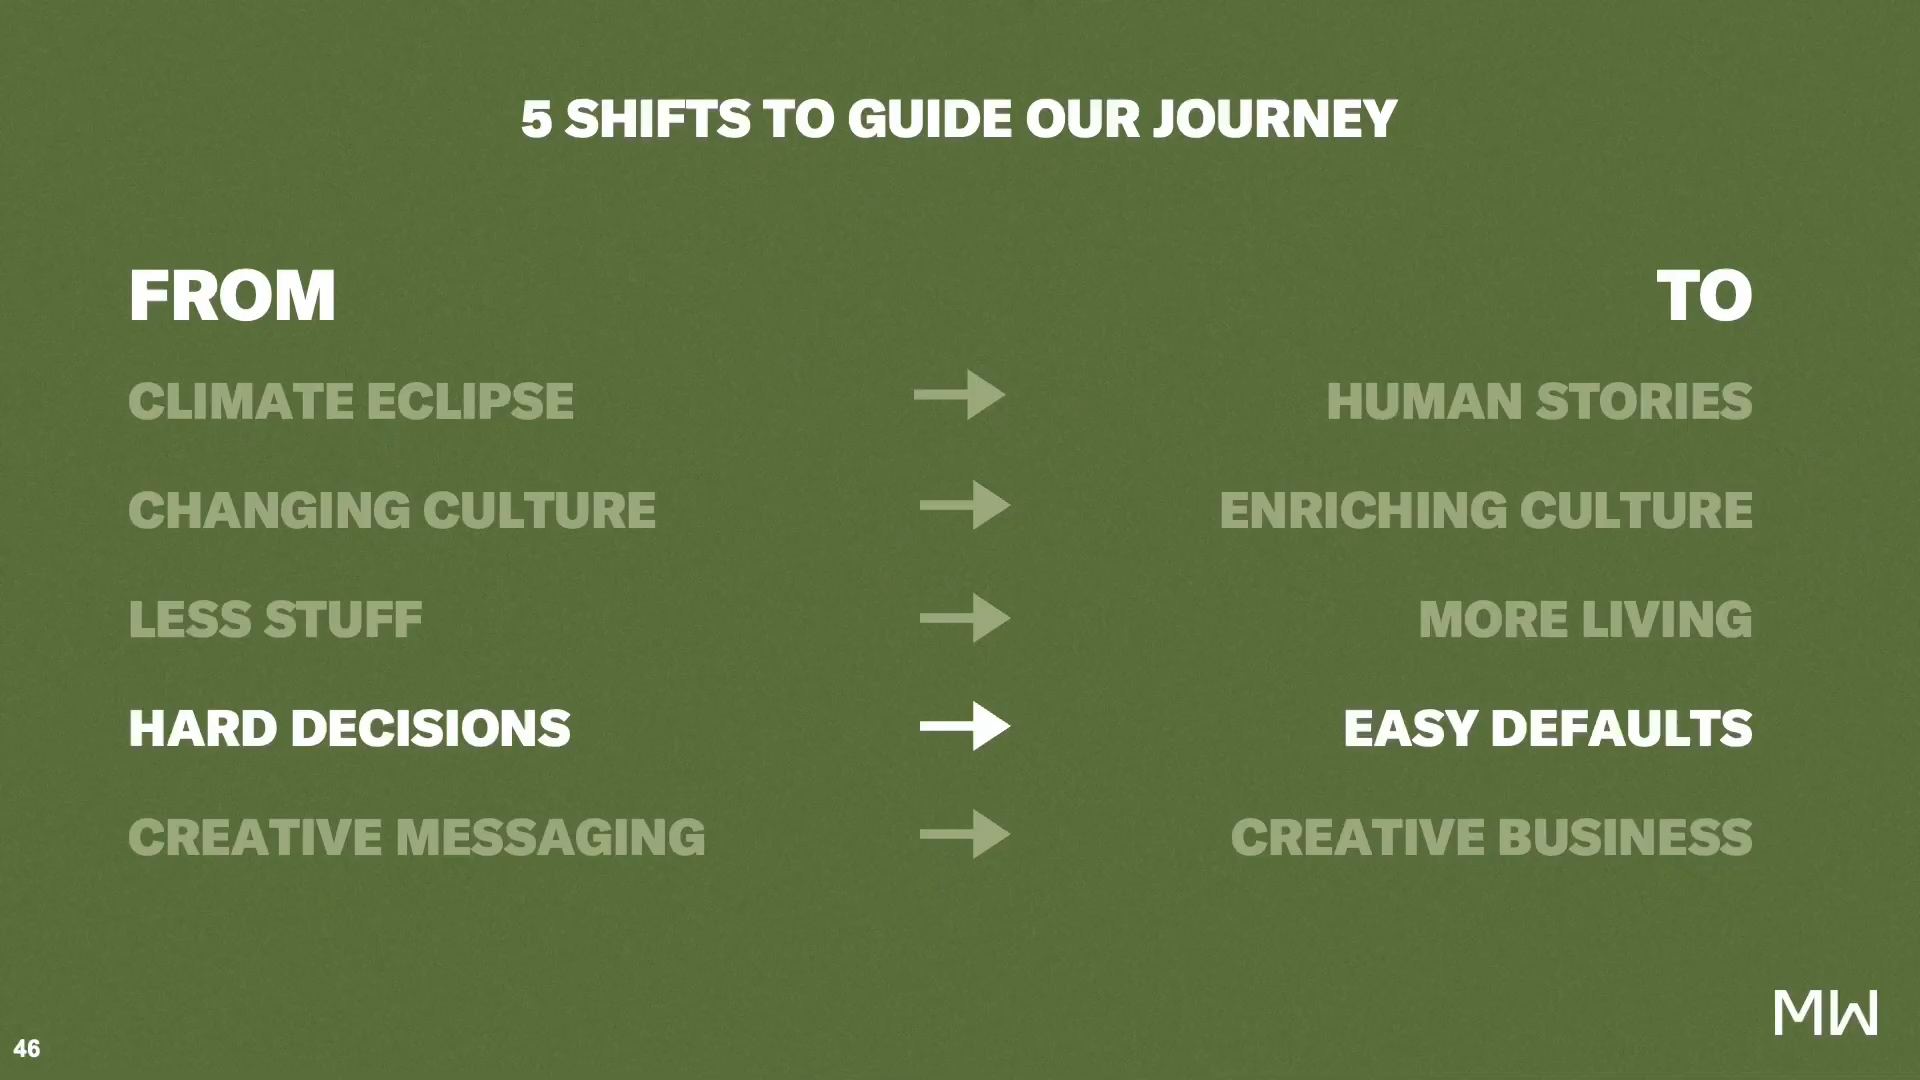 5 SHIFTS TO GUIDE OUR JOURNEY
FROM TO
CLIMATE ECLIPSE → HUMAN STORIES
CHANGING CULTURE → ENRICHING CULTURE
LESS STUFF → MORE LIVING
HARD DECISIONS → EASY DEFAULTS
CREATIVE MESSAGING → CREATIVE BUSINESS
MW
46